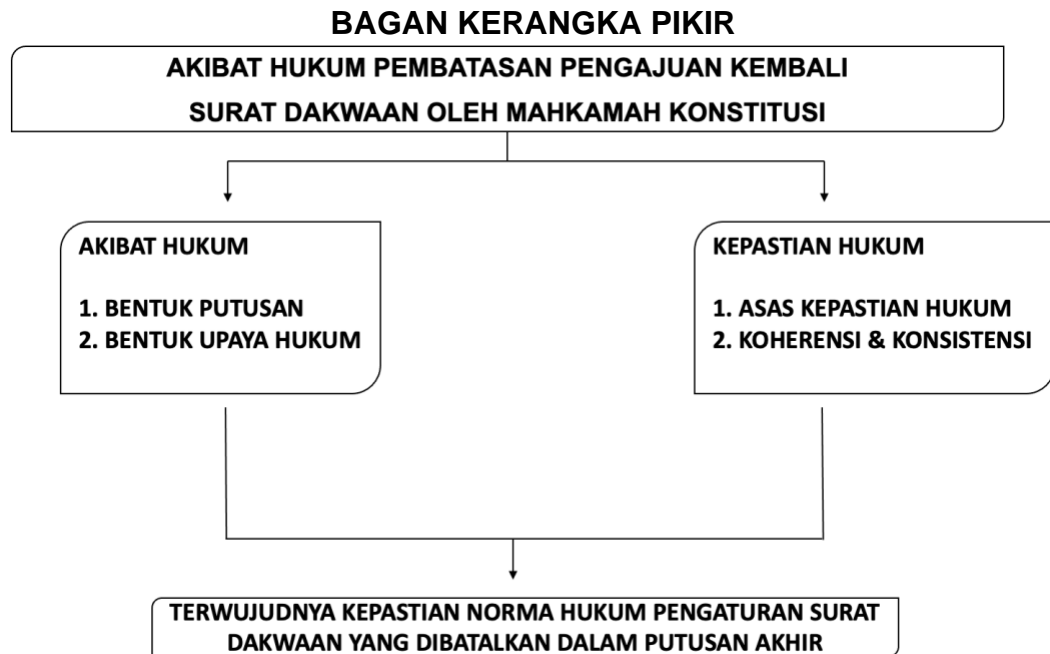 BAGAN KERANGKA PIKIR
AKIBAT HUKUM PEMBATASAN PENGAJUAN KEMBALI
SURAT DAKWAAN OLEH MAHKAMAH KONSTITUSI
AKIBAT HUKUM
1. BENTUK PUTUSAN
2. BENTUK UPAYA HUKUM
KEPASTIAN HUKUM
1. ASAS KEPASTIAN HUKUM
2. KOHERENSI & KONSISTENSI
TERWUJUDNYA KEPASTIAN NORMA HUKUM PENGATURAN SURAT
DAKWAAN YANG DIBATALKAN DALAM PUTUSAN AKHIR